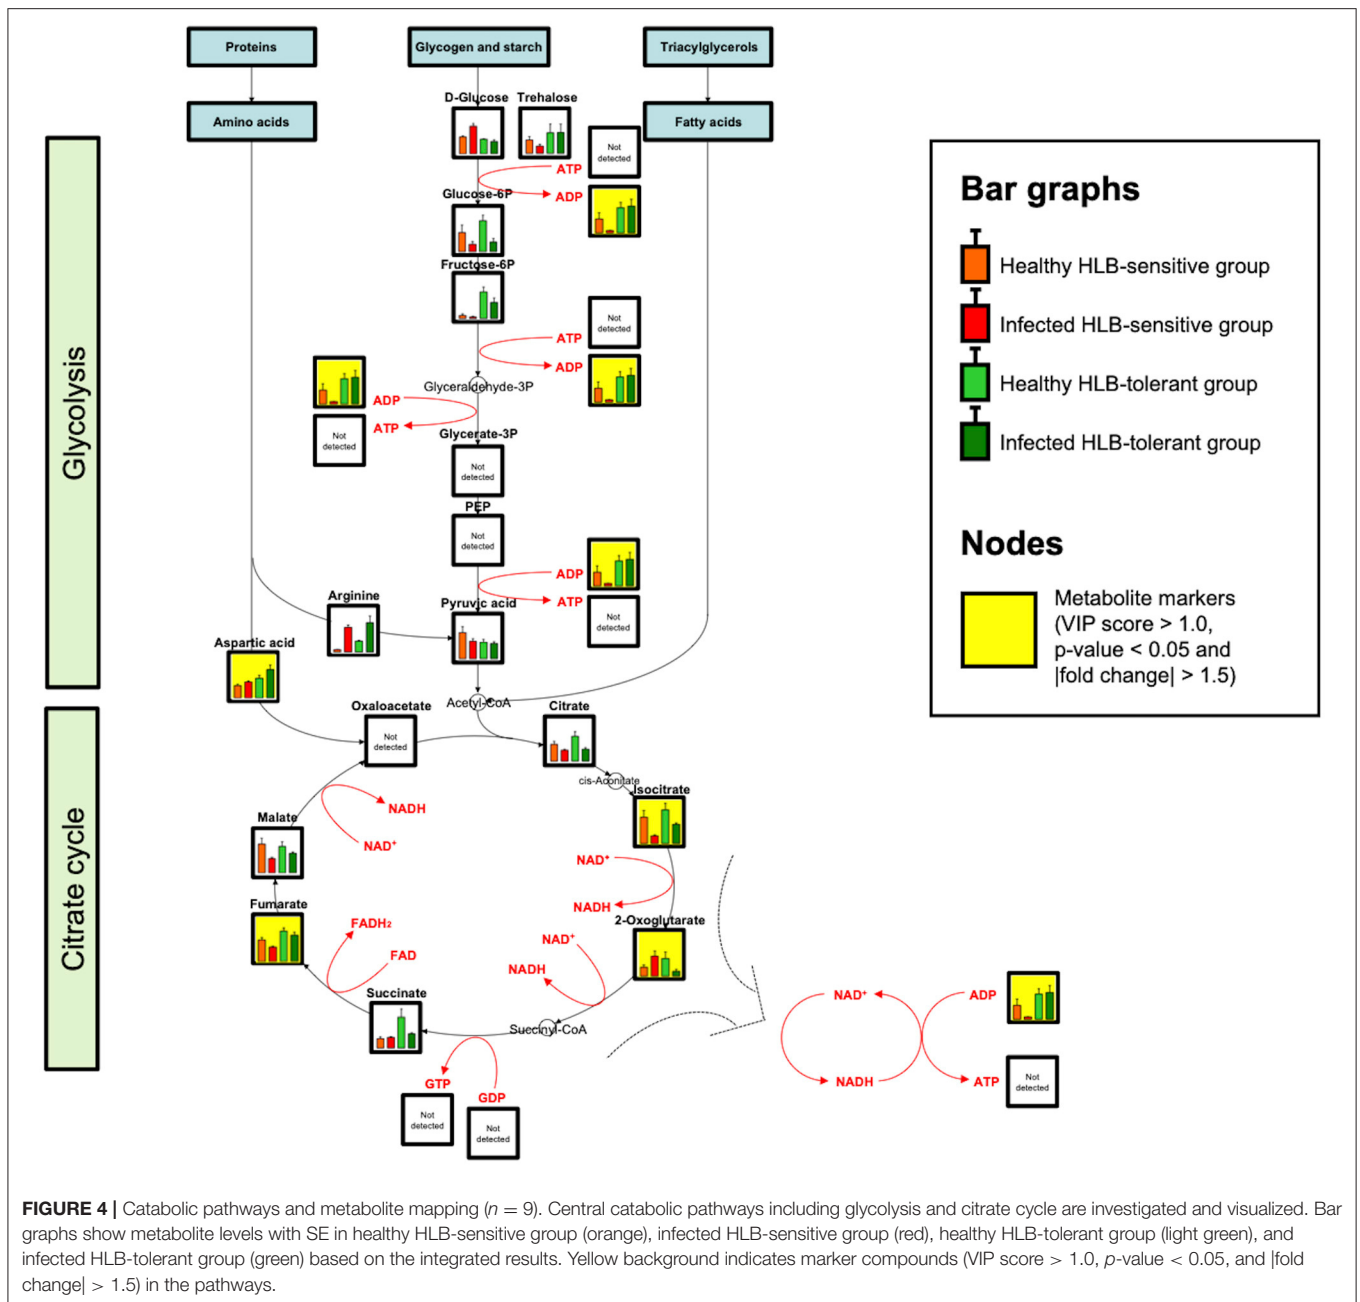 Proteins
Glycogen and starch
Triacylglycerols
Amino acids
Fatty acids
D-Glucose
Trehalose
Not
detected
ATP
ADP
Glucose-6P
Fructose-6P
Not
detected
ATP
ADP
Glyceraldehyde-3P
ADP
ATP
Not
detected
Glycerate-3P
Not
detected
PEP
Not
detected
ADP
ATP
Not
detected
Arginine
Pyruvic acid
Aspartic acid
Acetyl-CoA
Oxaloacetate
Not
detected
Citrate
cis-Aconitate
Isocitrate
NADH
NAD+
Malate
NAD+
NADH
2-Oxoglutarate
Fumarate
FADH2
FAD
NAD+
NADH
Succinate
Succinyl-CoA
GTP
GDP
Not
detected
Not
detected
NAD+
NADH
ADP
ATP
Not
detected
Glycolysis
Citrate cycle
Bar graphs
Healthy HLB-sensitive group
Infected HLB-sensitive group
Healthy HLB-tolerant group
Infected HLB-tolerant group
Nodes
Metabolite markers
(VIP score > 1.0,
p-value < 0.05 and
|fold change| > 1.5)
FIGURE 4 | Catabolic pathways and metabolite mapping (n = 9). Central catabolic pathways including glycolysis and citrate cycle are investigated and visualized. Bar
graphs show metabolite levels with SE in healthy HLB-sensitive group (orange), infected HLB-sensitive group (red), healthy HLB-tolerant group (light green), and
infected HLB-tolerant group (green) based on the integrated results. Yellow background indicates marker compounds (VIP score > 1.0, p-value < 0.05, and |fold
change| > 1.5) in the pathways.